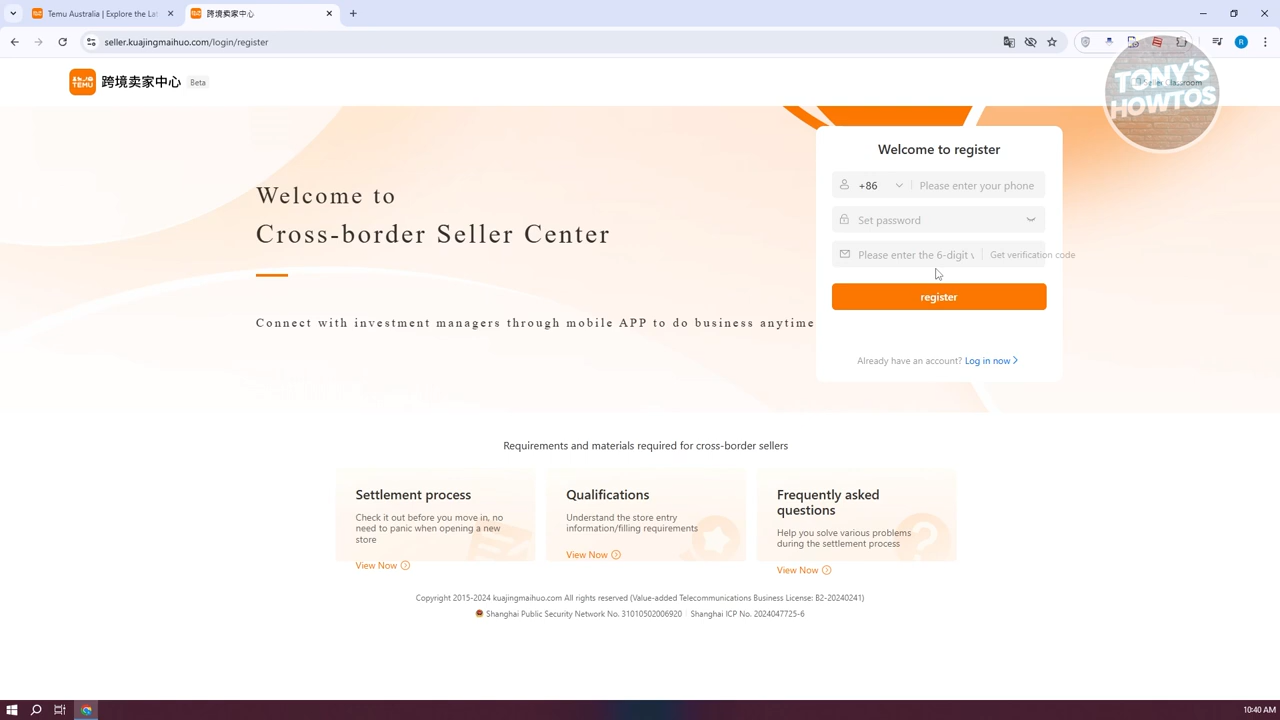 Temu Australia | Explore the Lat
跨境卖家中心
seller.kuajingmaihuo.com/login/register
R
TEMU
跨境卖家中心 Beta
Seller Classroom
TONY'S
HOWTOS
Welcome to register
+86 Please enter your phone
Set password
Please enter the 6-digit v Get verification code
register
Already have an account? Log in now
Welcome to
Cross-border Seller Center
Connect with investment managers through mobile APP to do business anytime
Requirements and materials required for cross-border sellers
Settlement process
Check it out before you move in, no
need to panic when opening a new
store
View Now
Qualifications
Understand the store entry
information/filling requirements
View Now
Frequently asked
questions
Help you solve various problems
during the settlement process
View Now
Copyright 2015-2024 kuajingmaihuo.com All rights reserved (Value-added Telecommunications Business License: B2-20240241)
Shanghai Public Security Network No. 31010502006920 Shanghai ICP No. 2024047725-6
10:40 AM